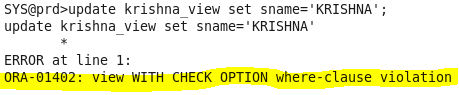 SYS@prd>update krishna_view set sname='KRISHNA';
update krishna_view set sname='KRISHNA'
*
ERROR at line 1:
ORA-01402: view WITH CHECK OPTION where-clause violation